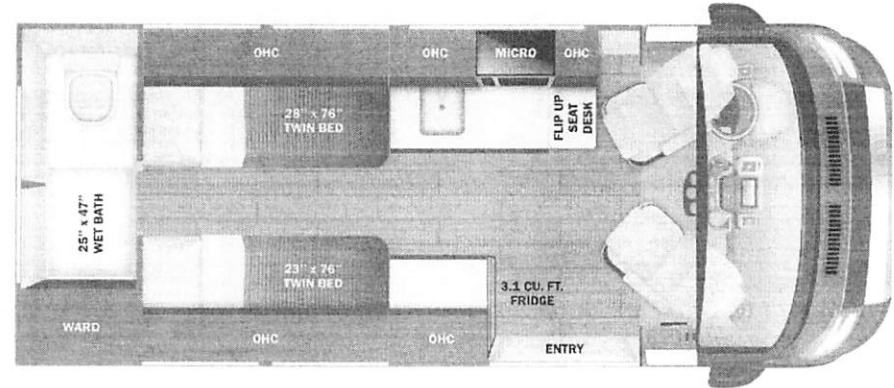 OHC
OHC
MICRO
OHC
28" x 76"
TWIN BED
FLIP UP
SEAT
DESK
25" x 47"
WET BATH
23" x 76"
TWIN BED
3.1 CU. FT.
FRIDGE
WARD
OHC
OHC
ENTRY